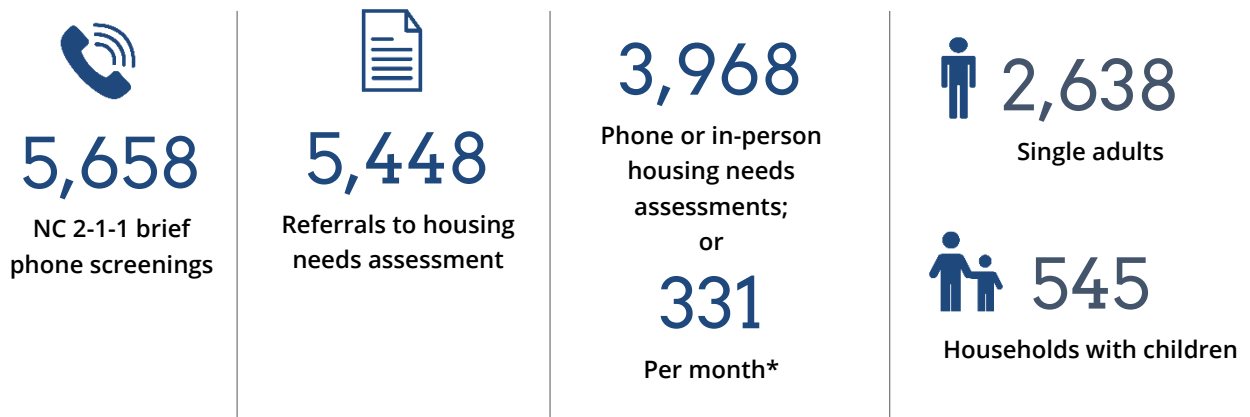 5,658
NC 2-1-1 brief
phone screenings
5,448
Referrals to housing
needs assessment
3,968
Phone or in-person
housing needs
assessments;
or
331
Per month*
2,638
Single adults
545
Households with children